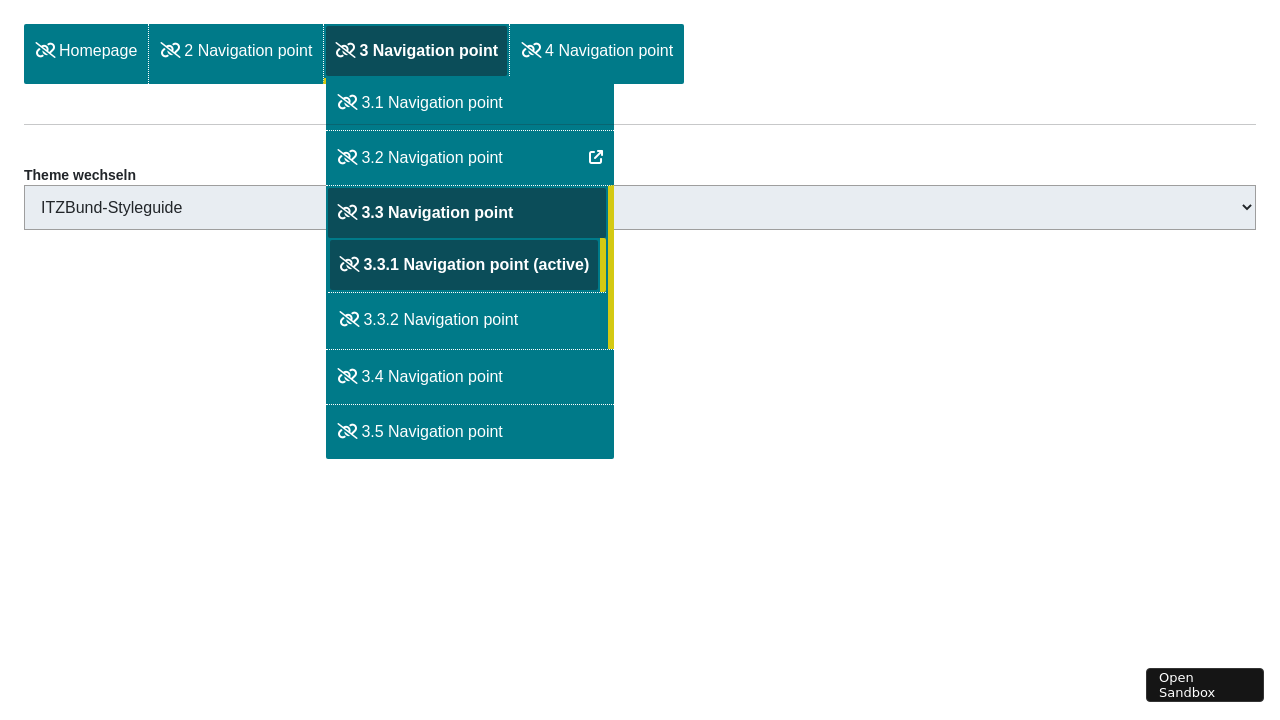 Homepage
2 Navigation point
3 Navigation point
4 Navigation point
3.1 Navigation point
3.2 Navigation point
Theme wechseln
ITZBund-Styleguide
3.3 Navigation point
3.3.1 Navigation point (active)
3.3.2 Navigation point
3.4 Navigation point
3.5 Navigation point
Open
Sandbox